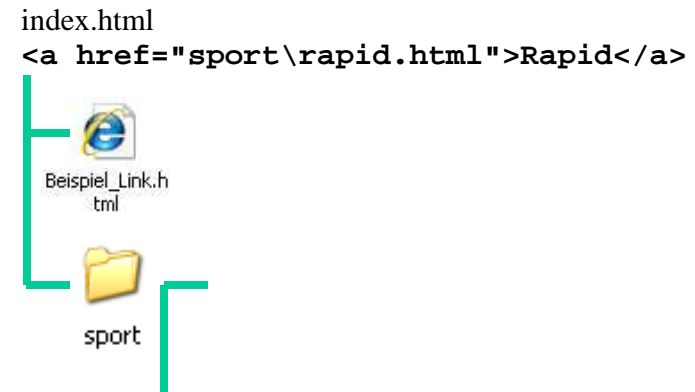 index.html
<a href="sport\rapid.html">Rapid</a>
Beispiel_Link.h
tml
sport